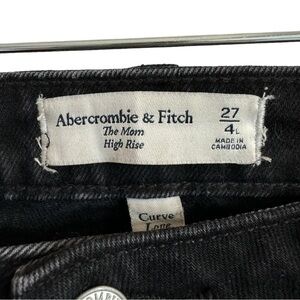 Abercrombie & Fitch
The Mom
High Rise
27
4L
MADE IN
CAMBODIA
Curve